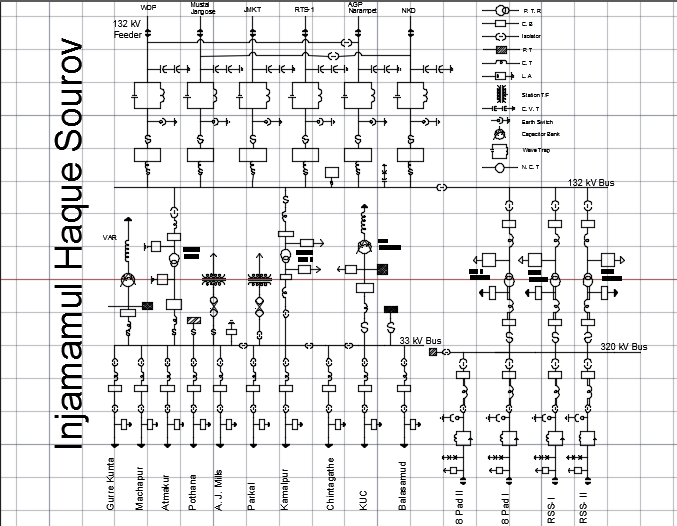 WDP
Mustal
Jangose
JMKT
RTS-1
AGP
Narampet
NKD
132 kV
Feeder
P. T. R
C. B
Isolator
P. T
C. T
L. A
Station T/F
C. V. T
Earth Switch
Capacitor Bank
Wave Trap
N. C. T
Injamamul Haque Sourov
132 kV Bus
VAR
33 kV Bus
320 kV Bus
Gurre Kunta
Machapur
Atmakur
Pothana
A. J. Mills
Parkal
Kamalpur
Chintagathe
KUC
Balasamud
8 Pad II
8 Pad I
RSS- I
RSS- II